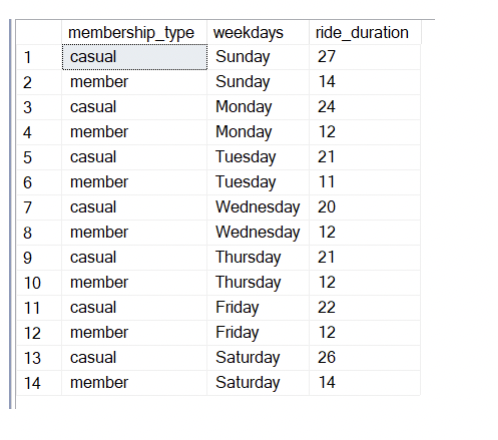 membership_type weekdays ride_duration
1 casual Sunday 27
2 member Sunday 14
3 casual Monday 24
4 member Monday 12
5 casual Tuesday 21
6 member Tuesday 11
7 casual Wednesday 20
8 member Wednesday 12
9 casual Thursday 21
10 member Thursday 12
11 casual Friday 22
12 member Friday 12
13 casual Saturday 26
14 member Saturday 14